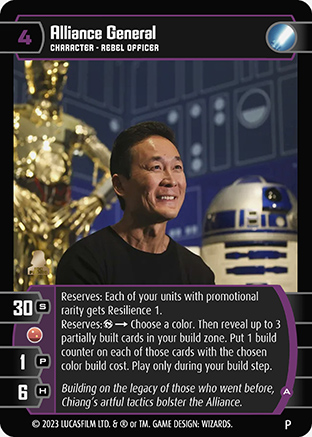 4
Alliance General
CHARACTER • REBEL OFFICER
30 S
Reserves: Each of your units with promotional
rarity gets Resilience 1.
Reserves: → Choose a color. Then reveal up to 3
partially built cards in your build zone. Put 1 build
1 P
counter on each of those cards with the chosen
color build cost. Play only during your build step.
6 H
Building on the legacy of those who went before,
Chiang's artful tactics bolster the Alliance.
A
© 2023 LUCASFILM LTD. & ® or TM. GAME DESIGN: WIZARDS.
P